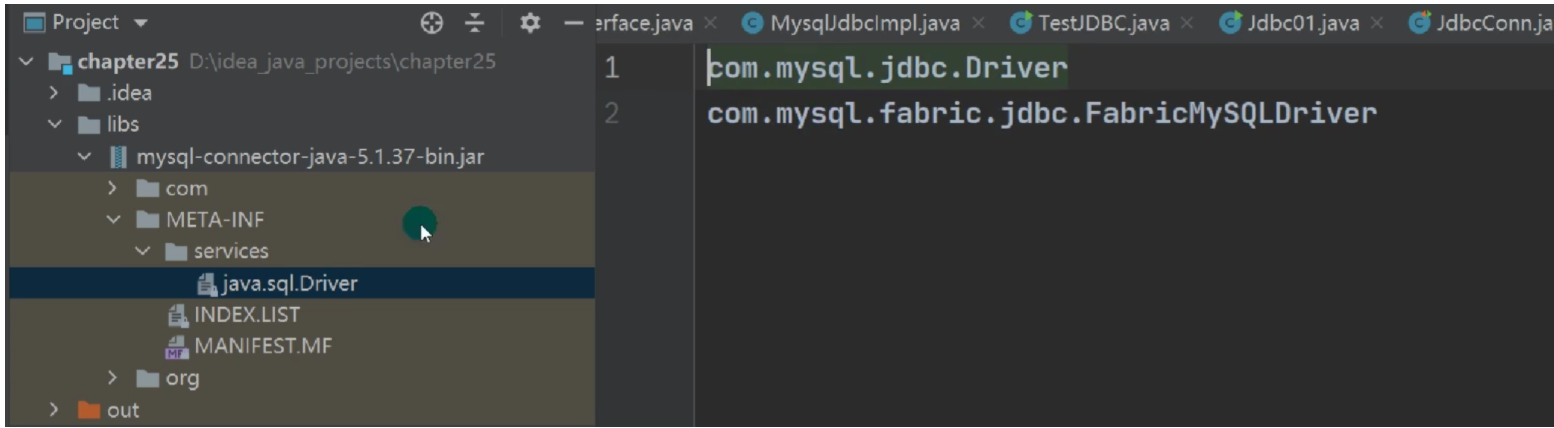 Project
erface.java MysqlJdbcImpl.java TestJDBC.java Jdbc01.java JdbcConn.ja
chapter25 D:\idea_java_projects\chapter25
.idea
libs
mysql-connector-java-5.1.37-bin.jar
com
META-INF
services
java.sql.Driver
INDEX.LIST
MF MANIFEST.MF
org
out
1 com.mysql.jdbc.Driver
2 com.mysql.fabric.jdbc.FabricMySQLDriver